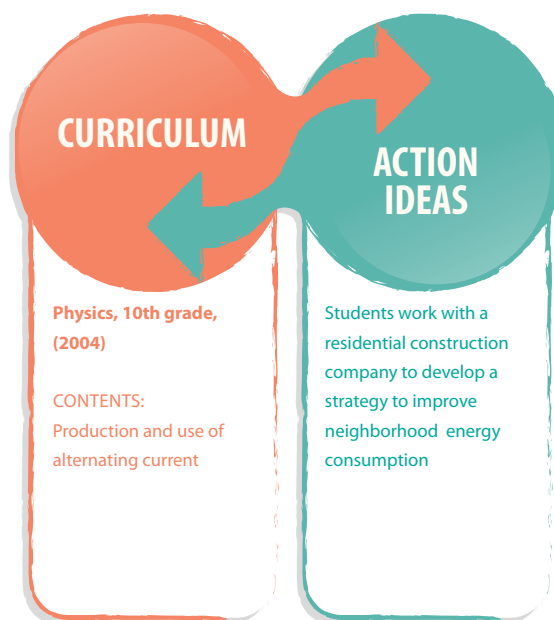 CURRICULUM
Physics, 10th grade,
(2004)
CONTENTS:
Production and use of
alternating current
ACTION
IDEAS
Students work with a
residential construction
company to develop a
strategy to improve
neighborhood energy
consumption